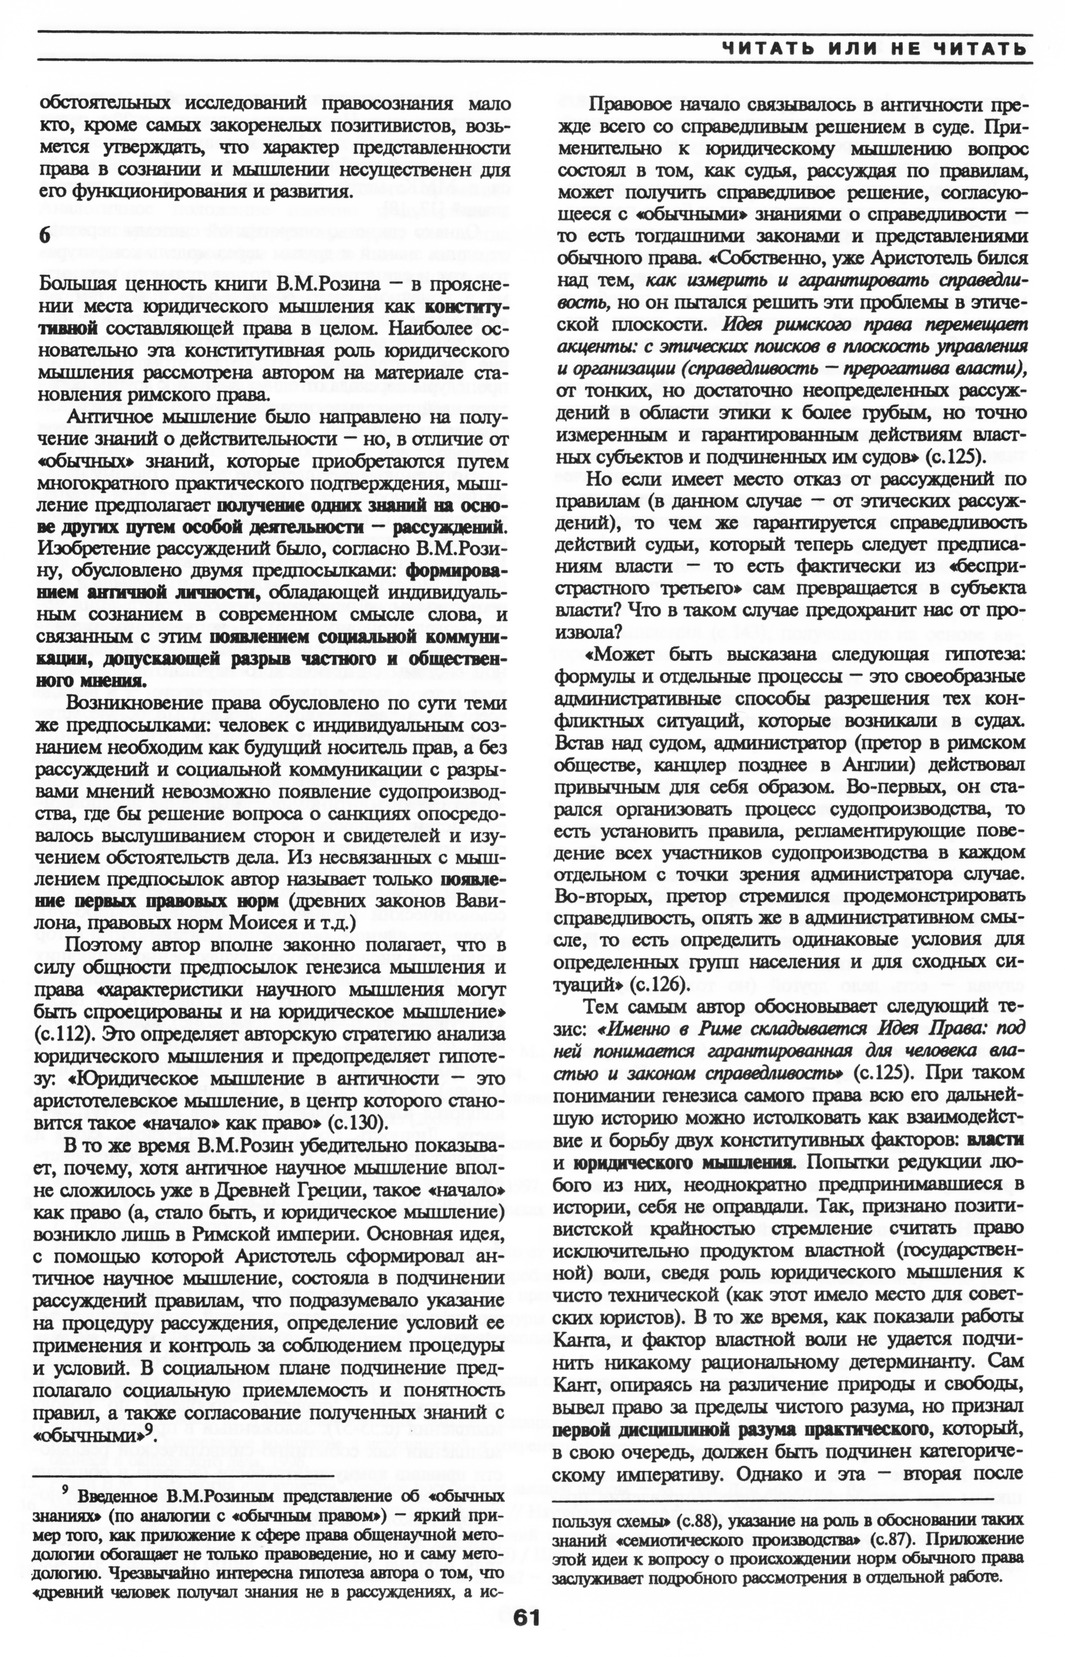 ЧИТАТЬ ИЛИ НЕ ЧИТАТЬ
обстоятельных исследований правосознания мало
кто, кроме самых закоренелых позитивистов, возь-
мется утверждать, что характер представленности
права в сознании и мышлении несущественен для
его функционирования и развития.
6
Большая ценность книги В.М.Розина — в проясне-
нии места юридического мышления как конститу-
тивной составляющей права в целом. Наиболее ос-
новательно эта конститутивная роль юридического
мышления рассмотрена автором на материале ста-
новления римского права.
Античное мышление было направлено на полу-
чение знаний о действительности — но, в отличие от
«обычных» знаний, которые приобретаются путем
многократного практического подтверждения, мыш-
ление предполагает получение одних знаний на осно-
ве других путем особой деятельности — рассуждений.
Изобретение рассуждений было, согласно В.М.Рози-
ну, обусловлено двумя предпосылками: формирова-
нием античной личности, обладающей индивидуаль-
ным сознанием в современном смысле слова, и
связанным с этим появлением социальной коммуни-
кации, допускающей разрыв частного и обществен-
ного мнения.
Возникновение права обусловлено по сути теми
же предпосылками: человек с индивидуальным соз-
нанием необходим как будущий носитель прав, а без
рассуждений и социальной коммуникации с разры-
вами мнений невозможно появление судопроизвод-
ства, где бы решение вопроса о санкциях опосредо-
валось выслушиванием сторон и свидетелей и изу-
чением обстоятельств дела. Из несвязанных с мыш-
лением предпосылок автор называет только появле-
ние первых правовых норм (древних законов Вави-
лона, правовых норм Моисея и т.д.)
Поэтому автор вполне законно полагает, что в
силу общности предпосылок генезиса мышления и
права «характеристики научного мышления могут
быть спроецированы и на юридическое мышление»
(с.112). Это определяет авторскую стратегию анализа
юридического мышления и предопределяет гипоте-
зу: «Юридическое мышление в античности — это
аристотелевское мышление, в центр которого стано-
вится такое «начало» как право» (с.130).
В то же время В.М.Розин убедительно показыва-
ет, почему, хотя античное научное мышление впол-
не сложилось уже в Древней Греции, такое «начало»
как право (а, стало быть, и юридическое мышление)
возникло лишь в Римской империи. Основная идея,
с помощью которой Аристотель сформировал ан-
тичное научное мышление, состояла в подчинении
рассуждений правилам, что подразумевало указание
на процедуру рассуждения, определение условий ее
применения и контроль за соблюдением процедуры
и условий. В социальном плане подчинение пред-
полагало социальную приемлемость и понятность
правил, а также согласование полученных знаний с
«обычными»⁹.
⁹ Введенное В.М.Розиным представление об «обычных
знаниях» (по аналогии с «обычным правом») — яркий при-
мер того, как приложение к сфере права общенаучной мето-
дологии обогащает не только правоведение, но и саму мето-
дологию. Чрезвычайно интересна гипотеза автора о том, что
«древний человек получал знания не в рассуждениях, а ис-
Правовое начало связывалось в античности пре-
жде всего со справедливым решением в суде. При-
менительно к юридическому мышлению вопрос
состоял в том, как судья, рассуждая по правилам,
может получить справедливое решение, согласую-
щееся с «обычными» знаниями о справедливости —
то есть тогдашними законами и представлениями
обычного права. «Собственно, уже Аристотель бился
над тем, как измерить и гарантировать справедли-
вость, но он пытался решить эти проблемы в этиче-
ской плоскости. Идея римского права перемещает
акценты: с этических поисков в плоскость управления
и организации (справедливость — прерогатива власти),
от тонких, но достаточно неопределенных рассуж-
дений в области этики к более грубым, но точно
измеренным и гарантированным действиям власт-
ных субъектов и подчиненных им судов» (с.125).
Но если имеет место отказ от рассуждений по
правилам (в данном случае — от этических рассуж-
дений), то чем же гарантируется справедливость
действий судьи, который теперь следует предписа-
ниям власти — то есть фактически из «беспри-
страстного третьего» сам превращается в субъекта
власти? Что в таком случае предохранит нас от про-
извола?
«Может быть высказана следующая гипотеза:
формулы и отдельные процессы — это своеобразные
административные способы разрешения тех кон-
фликтных ситуаций, которые возникали в судах.
Встав над судом, администратор (претор в римском
обществе, канцлер позднее в Англии) действовал
привычным для себя образом. Во-первых, он ста-
рался организовать процесс судопроизводства, то
есть установить правила, регламентирующие пове-
дение всех участников судопроизводства в каждом
отдельном с точки зрения администратора случае.
Во-вторых, претор стремился продемонстрировать
справедливость, опять же в административном смы-
сле, то есть определить одинаковые условия для
определенных групп населения и для сходных си-
туаций» (с.126).
Тем самым автор обосновывает следующий те-
зис: «Именно в Риме складывается Идея Права: под
ней понимается гарантированная для человека вла-
стью и законом справедливость» (с.125). При таком
понимании генезиса самого права всю его дальней-
шую историю можно истолковать как взаимодейст-
вие и борьбу двух конститутивных факторов: власти
и юридического мышления. Попытки редукции лю-
бого из них, неоднократно предпринимавшиеся в
истории, себя не оправдали. Так, признано позити-
вистской крайностью стремление считать право
исключительно продуктом властной (государствен-
ной) воли, сведя роль юридического мышления к
чисто технической (как этот имело место для совет-
ских юристов). В то же время, как показали работы
Канта, и фактор властной воли не удается подчи-
нить никакому рациональному детерминанту. Сам
Кант, опираясь на различение природы и свободы,
вывел право за пределы чистого разума, но признал
первой дисциплиной разума практического, который,
в свою очередь, должен быть подчинен категориче-
скому императиву. Однако и эта — вторая после
пользуя схемы» (с.88), указание на роль в обосновании таких
знаний «семиотического производства» (с.87). Приложение
этой идеи к вопросу о происхождении норм обычного права
заслуживает подробного рассмотрения в отдельной работе.
61